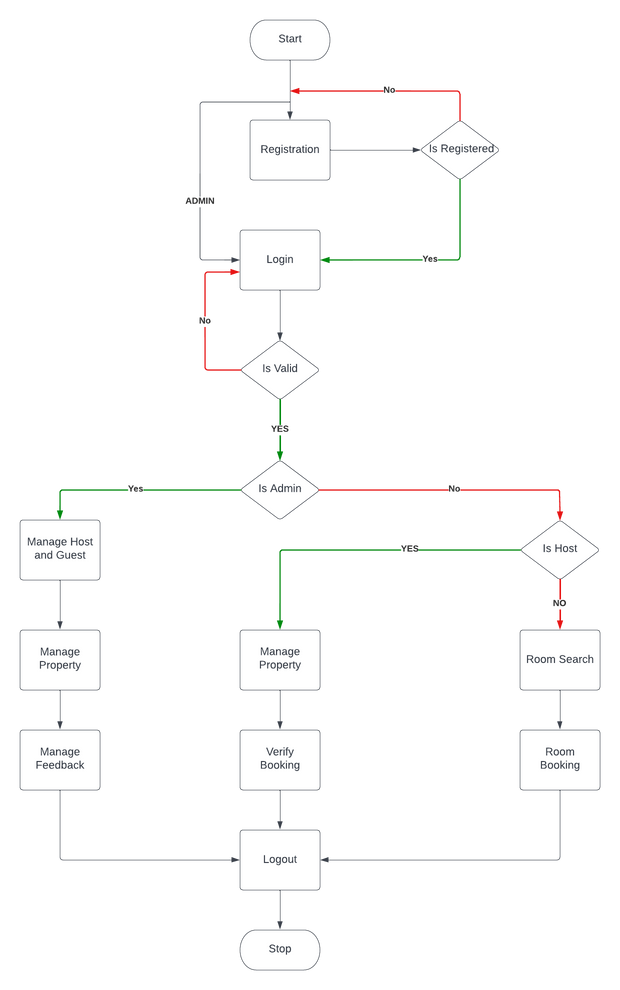 Start
No
Registration
Is Registered
ADMIN
Login
Yes
No
Is Valid
YES
Is Admin
Yes
No
Manage Host
and Guest
Is Host
YES
NO
Manage
Property
Manage
Property
Room Search
Manage
Feedback
Verify
Booking
Room
Booking
Logout
Stop